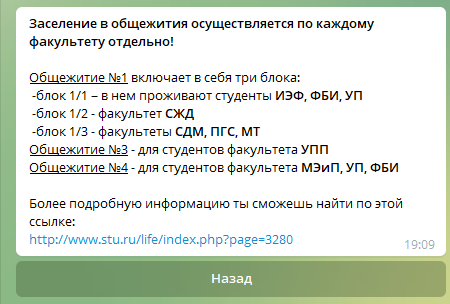 Заселение в общежития осуществляется по каждому
факультету отдельно!
Общежитие №1 включает в себя три блока:
-блок 1/1 – в нем проживают студенты ИЭФ, ФБИ, УП
-блок 1/2 - факультет СЖД
-блок 1/3 - факультеты СДМ, ПГС, МТ
Общежитие №3 - для студентов факультета УПП
Общежитие №4 - для студентов факультета МЭиП, УП, ФБИ
Более подробную информацию ты сможешь найти по этой
ссылке:
http://www.stu.ru/life/index.php?page=3280
19:09
Назад